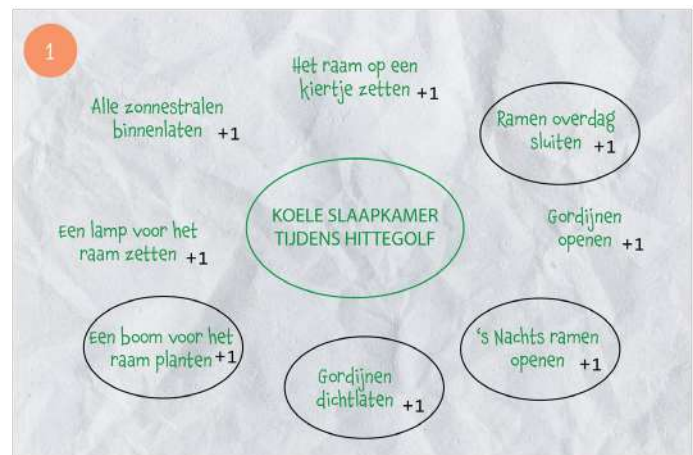 1
Het raam op een
kiertje zetten +1
Alle zonnestralen
binnenlaten +1
Ramen overdag
sluiten +1
KOELE SLAAPKAMER
TIJDENS HITTEGOLF
Gordijnen
openen +1
Een lamp voor het
raam zetten +1
Een boom voor het
raam planten +1
Gordijnen
dichtlaten +1
's Nachts ramen
openen +1